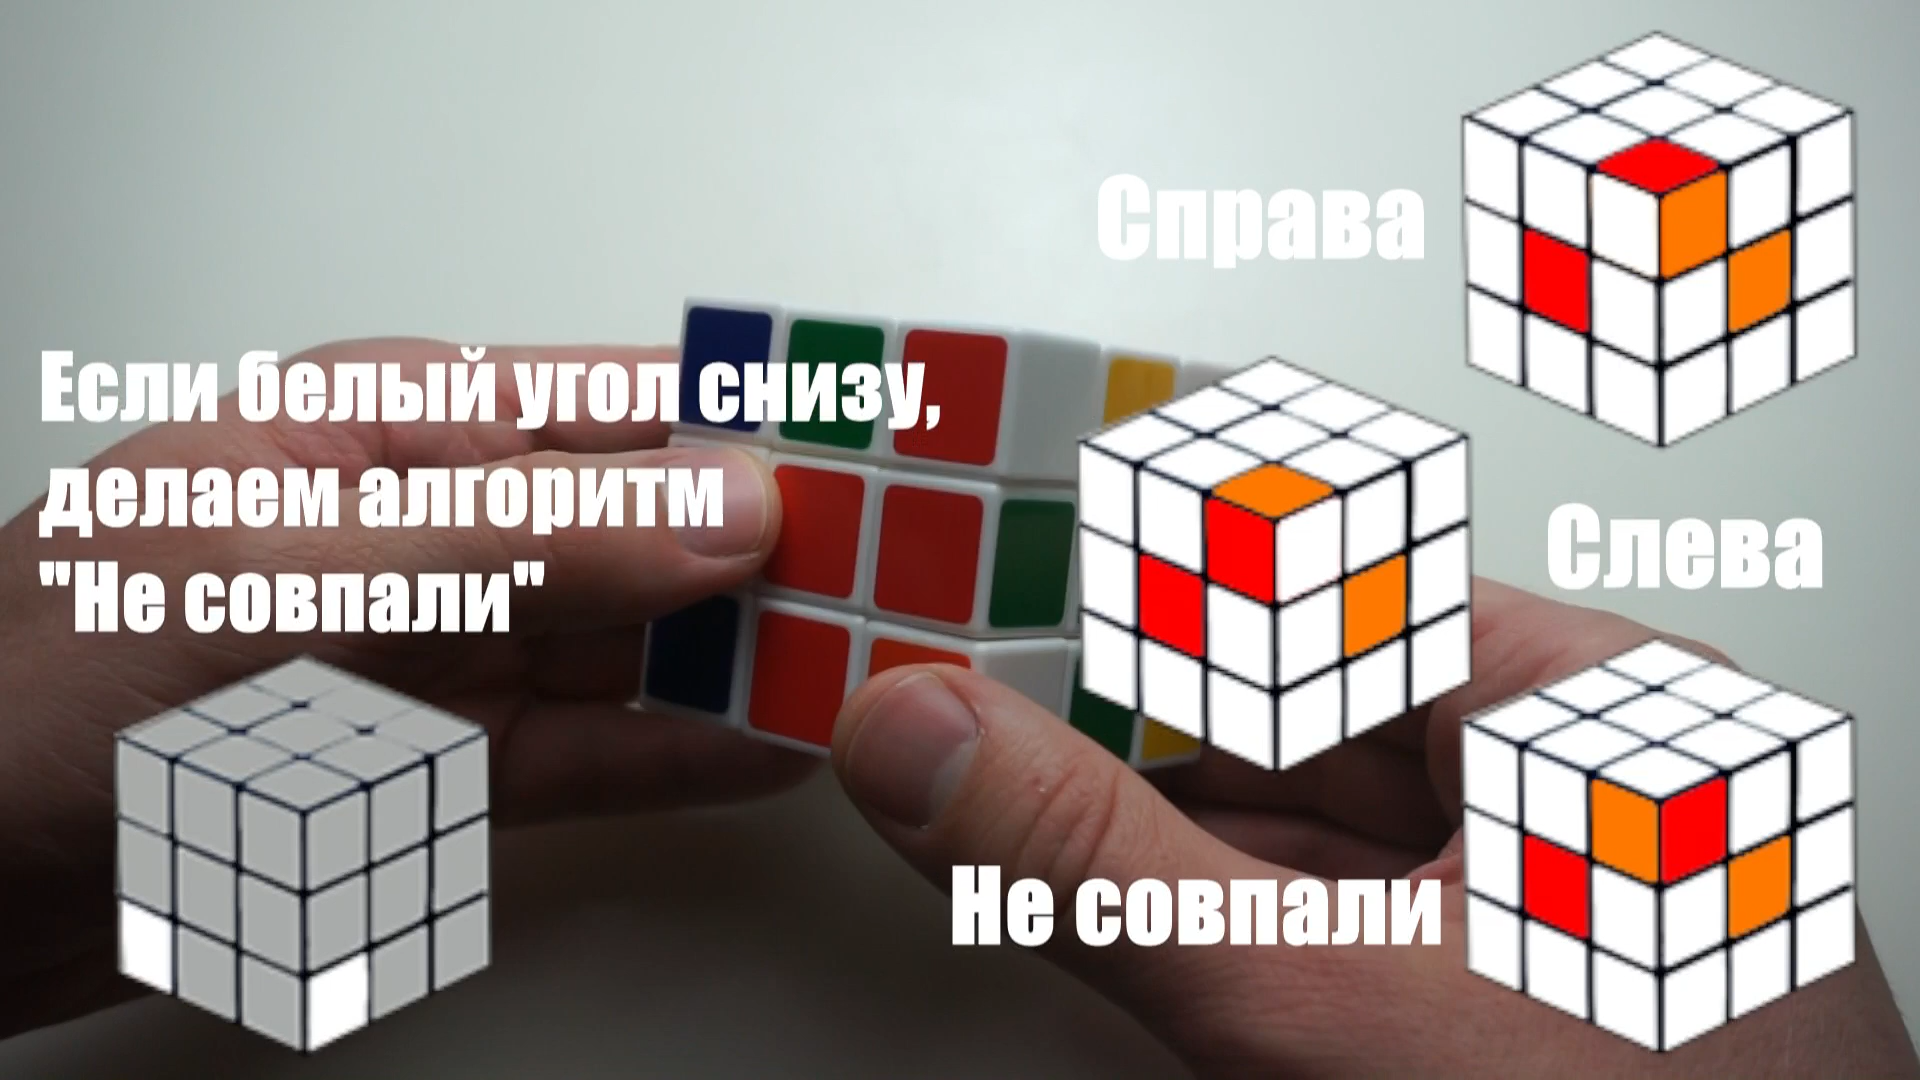 Справа
Если белый угол снизу,
делаем алгоритм
"Не совпали"
Слева
Не совпали